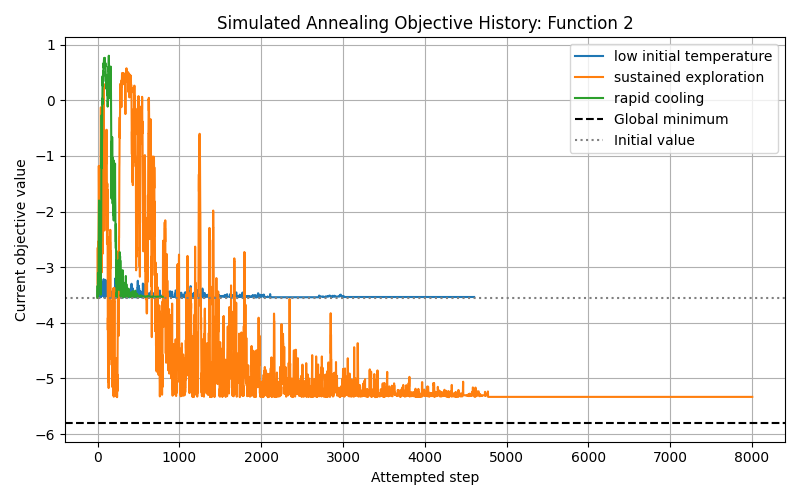 Simulated Annealing Objective History: Function 2
low initial temperature
sustained exploration
rapid cooling
Global minimum
Initial value
Current objective value
1
0
−1
−2
−3
−4
−5
−6
0 1000 2000 3000 4000 5000 6000 7000 8000
Attempted step